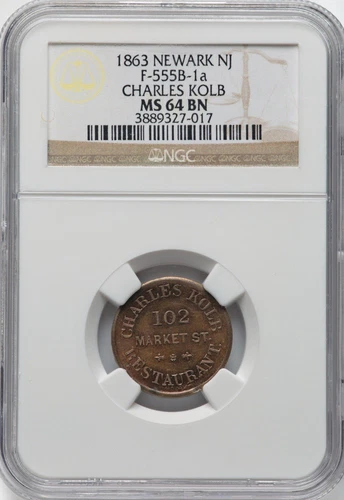 1863 NEWARK NJ
F-555B-1a
CHARLES KOLB
MS 64 BN
3889327-017
NGC
CHARLES KOLB
102
MARKET ST.
RESTAURANT.